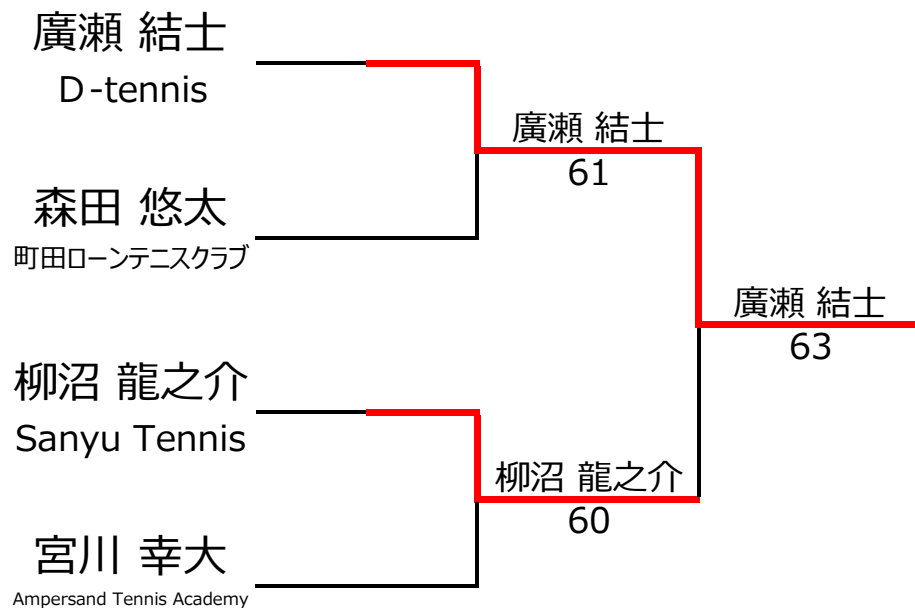 廣瀬 結士
D-tennis
森田 悠太
町田ローンテニスクラブ
柳沼 龍之介
Sanyu Tennis
宮川 幸大
Ampersand Tennis Academy
廣瀬 結士
61
柳沼 龍之介
60
廣瀬 結士
63